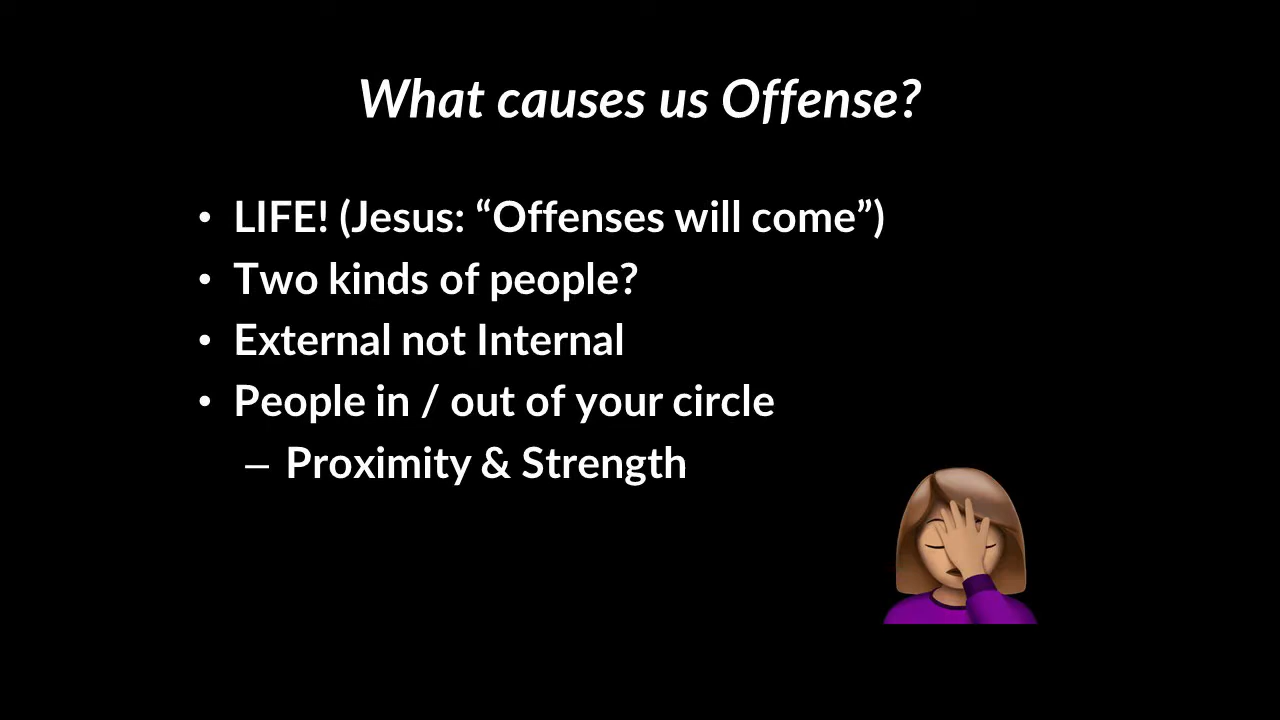 What causes us Offense?
• LIFE! (Jesus: “Offenses will come”)
• Two kinds of people?
• External not Internal
• People in / out of your circle
– Proximity & Strength